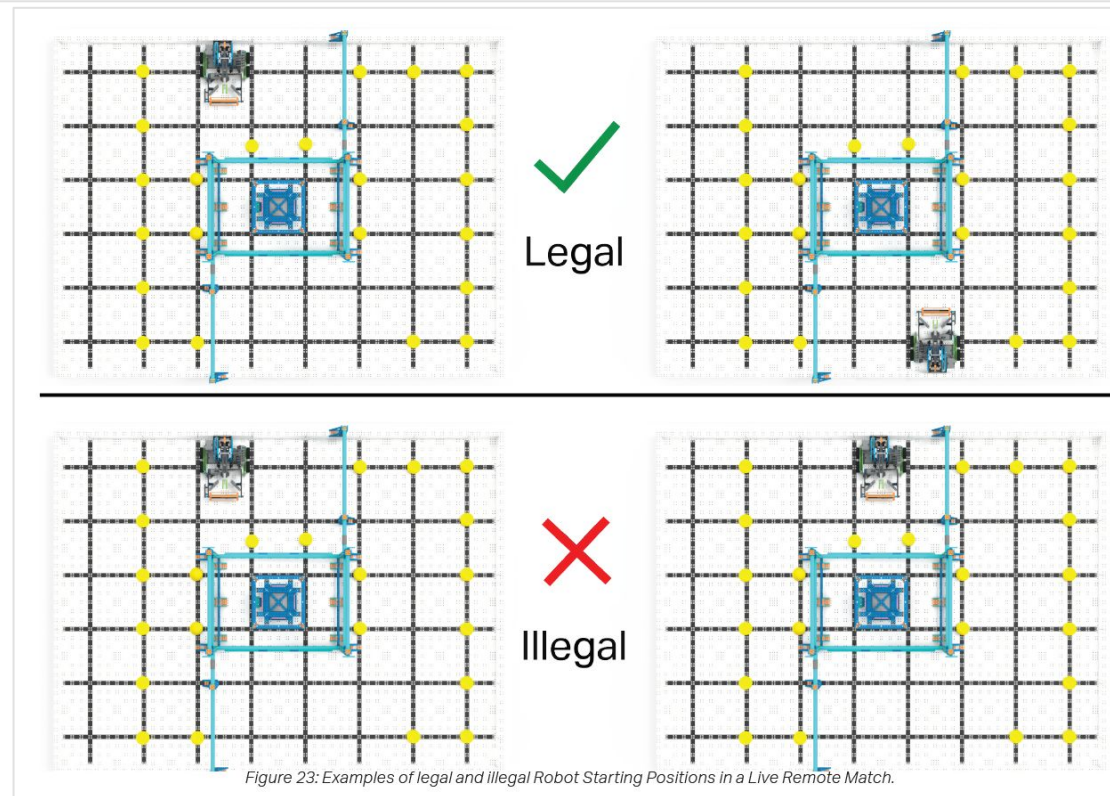 Legal
Illegal
Figure 23: Examples of legal and illegal Robot Starting Positions in a Live Remote Match.